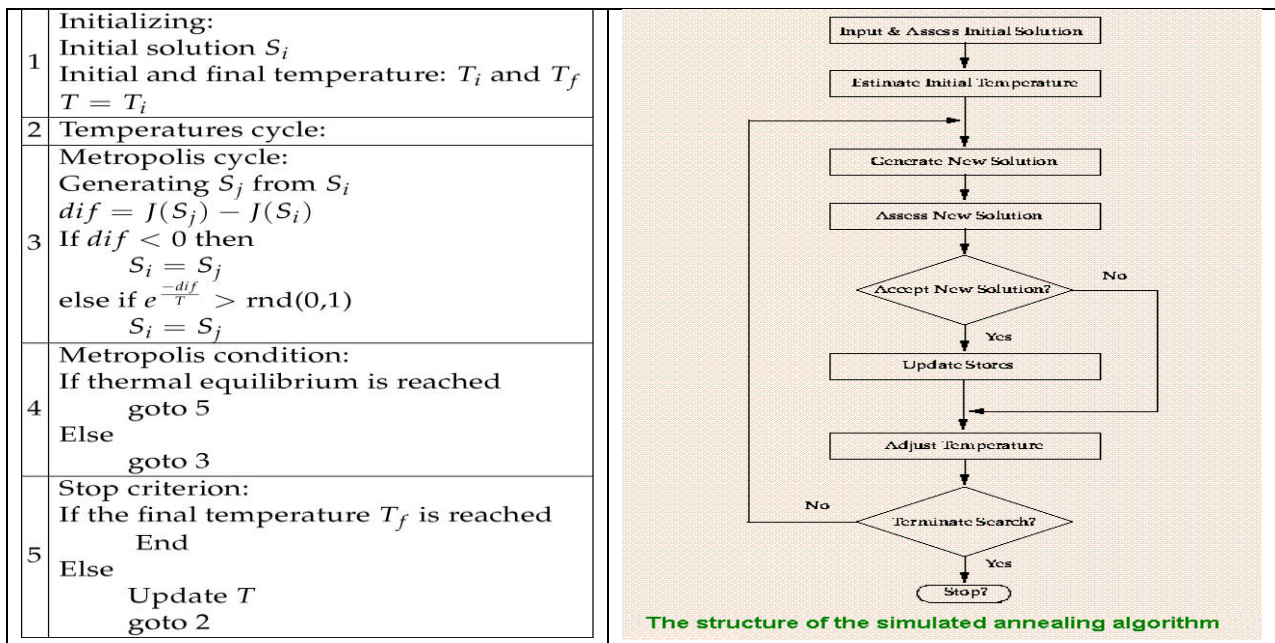 1
Initializing:
Initial solution S_i
Initial and final temperature: T_i and T_f
T = T_i
2
Temperatures cycle:
3
Metropolis cycle:
Generating S_j from S_i
dif = J(S_j) − J(S_i)
If dif < 0 then
S_i = S_j
else if e^{\frac{-dif}{T}} > rnd(0,1)
S_i = S_j
4
Metropolis condition:
If thermal equilibrium is reached
goto 5
Else
goto 3
5
Stop criterion:
If the final temperature T_f is reached
End
Else
Update T
goto 2
Input & Assess Initial Solution
Estimate Initial Temperature
Generate New Solution
Assess New Solution
Accept New Solution?
No
Yes
Update Stores
Adjust Temperature
No
Terminate Search?
Yes
Stop?
The structure of the simulated annealing algorithm